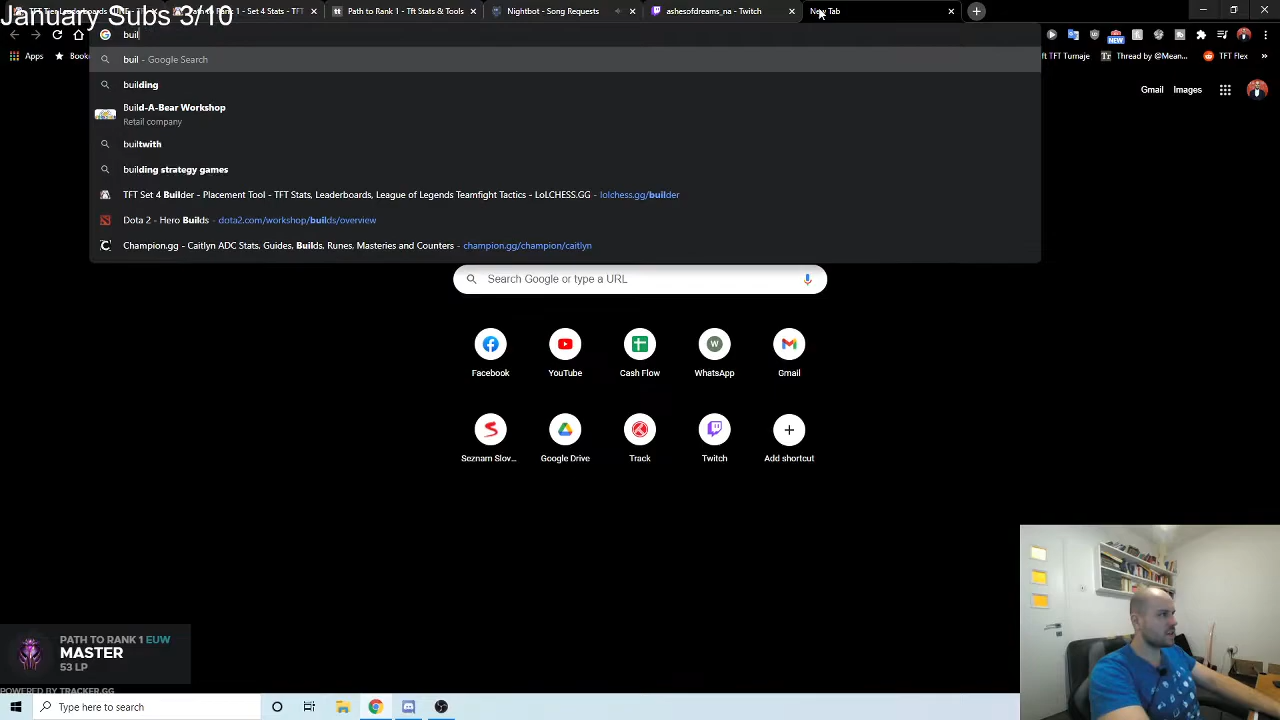 January Subs 3/10
Path to Rank 1 - Tft Stats & Tools
Nightbot - Song Requests
ashesofdreams_na - Twitch
New Tab
buil
NEW
Apps
Thread by @Mean...
TFT Flex
buil - Google Search
building
Build-A-Bear Workshop
Retail company
builtwith
building strategy games
TFT Set 4 Builder - Placement Tool - TFT Stats, Leaderboards, League of Legends Teamfight Tactics - LoLCHESS.GG - lolchess.gg/builder
Dota 2 - Hero Builds - dota2.com/workshop/builds/overview
Champion.gg - Caitlyn ADC Stats, Guides, Builds, Runes, Masteries and Counters - champion.gg/champion/caitlyn
Gmail Images
Search Google or type a URL
Facebook YouTube Cash Flow WhatsApp Gmail
Seznam Slov... Google Drive Track Twitch Add shortcut
PATH TO RANK 1 EUW
MASTER
53 LP
POWERED BY TRACKER.GG
Type here to search